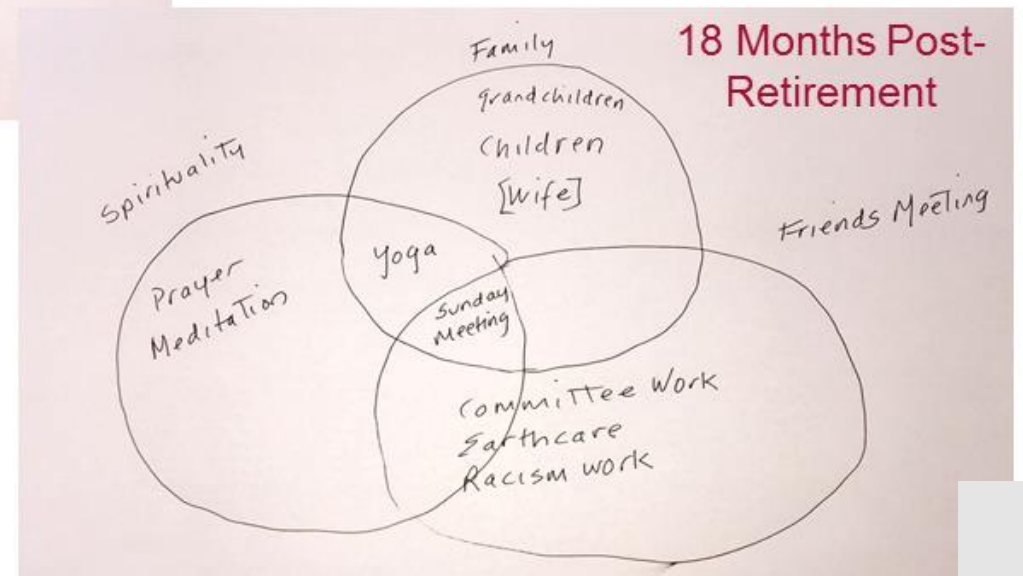 18 Months Post-
Retirement
Family
grandchildren
Children
[Wife]
Spirituality
Friends Meeting
Yoga
Prayer
Meditation
Sunday
Meeting
Committee Work
Earthcare
Racism work